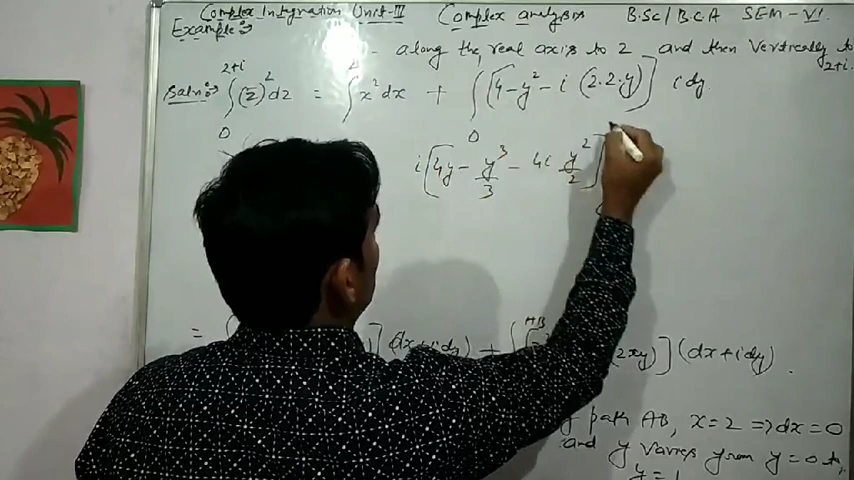 Complex Integration Unit-III Complex analysis B.Sc/B.C.A SEM-VI.
Example:
- along the real axis to 2 and then Vertically to 2+i.
Soln: ∫₀^{2+i} (z̄)² dz = ∫ x² dx + ∫₀ [4-y² - i (2·2·y)] i dy.
i [4y - y³/3 - 4i y²/2]
= dx+idy) + ∫AB 2xy)] (dx+idy).
path AB, x=2 => dx=0
and y varies from y=0 to
y=1